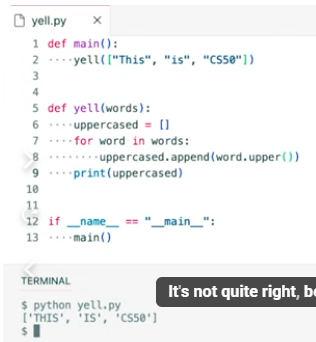 yell.py ×
1 def main():
2 ····yell(["This", "is", "CS50"])
3
4
5 def yell(words):
6 ····uppercased = []
7 ····for word in words:
8 ········uppercased.append(word.upper())
9 ····print(uppercased)
10
11
12 if __name__ == "__main__":
13 ····main()
TERMINAL
It's not quite right, b
$ python yell.py
['THIS', 'IS', 'CS50']
$